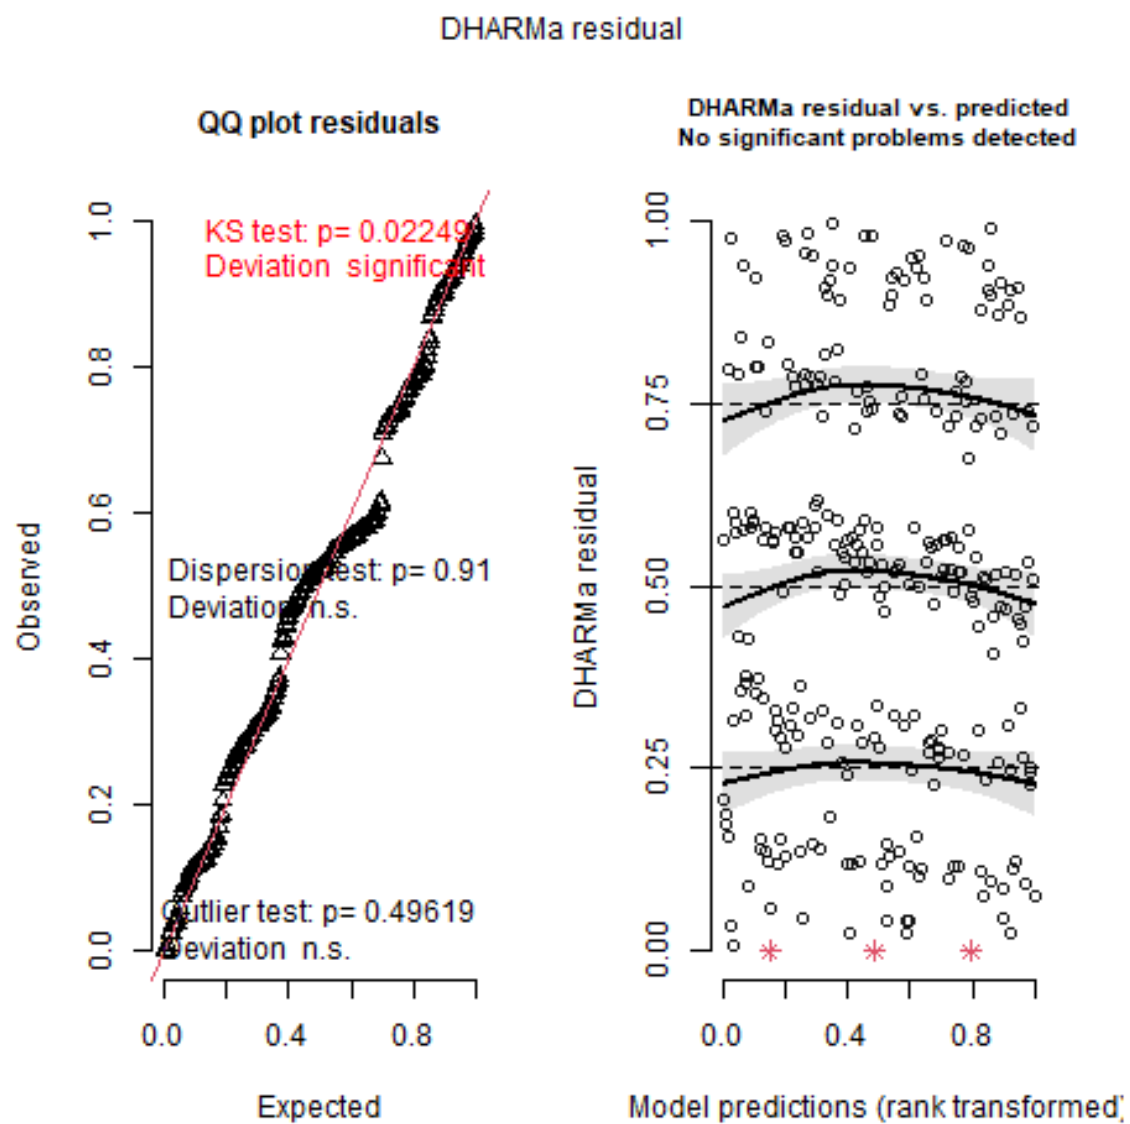 DHARMa residual
QQ plot residuals
KS test: p= 0.02249
Deviation significant
Dispersion test: p= 0.91
Deviation n.s.
Outlier test: p= 0.49619
Deviation n.s.
Observed
1.0
0.8
0.6
0.4
0.2
0.0
0.0 0.4 0.8
Expected
DHARMa residual vs. predicted
No significant problems detected
DHARMa residual
1.00
0.75
0.50
0.25
0.00
0.0 0.4 0.8
Model predictions (rank transformed)